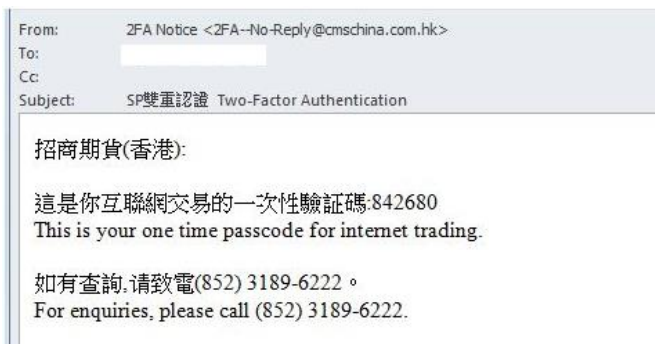 From: 2FA Notice <2FA--No-Reply@cmschina.com.hk>
To:
Cc:
Subject: SP雙重認證 Two-Factor Authentication
招商期貨(香港):
這是你互聯網交易的一次性驗証碼:842680
This is your one time passcode for internet trading.
如有查詢,请致電(852) 3189-6222。
For enquiries, please call (852) 3189-6222.